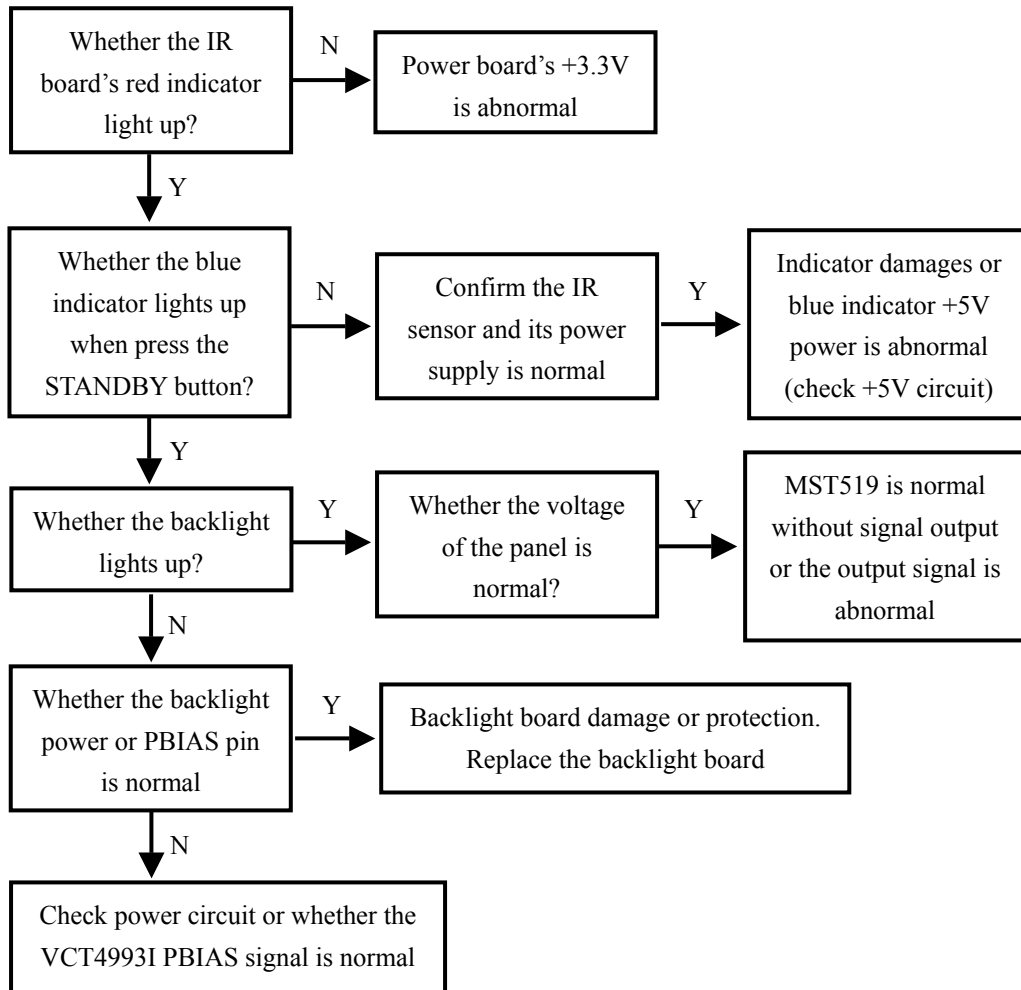 Whether the IR
board’s red indicator
light up?
N
Power board’s +3.3V
is abnormal
Y
Whether the blue
indicator lights up
when press the
STANDBY button?
N
Confirm the IR
sensor and its power
supply is normal
Y
Indicator damages or
blue indicator +5V
power is abnormal
(check +5V circuit)
Y
Whether the backlight
lights up?
Y
Whether the voltage
of the panel is
normal?
Y
MST519 is normal
without signal output
or the output signal is
abnormal
N
Whether the backlight
power or PBIAS pin
is normal
Y
Backlight board damage or protection.
Replace the backlight board
N
Check power circuit or whether the
VCT4993I PBIAS signal is normal